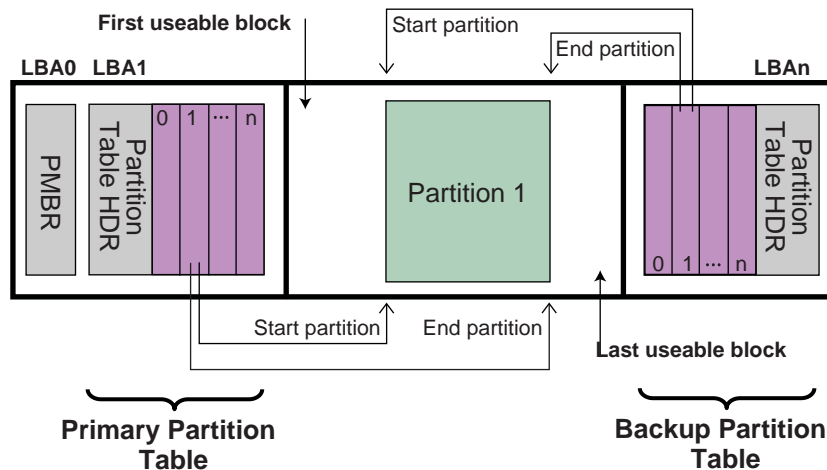 First useable block
Start partition
End partition
LBA0
LBA1
LBAn
PMBR
Partition
Table HDR
0 1 ... n
Partition 1
0 1 ... n
Partition
Table HDR
Start partition
End partition
Last useable block
Primary Partition
Table
Backup Partition
Table